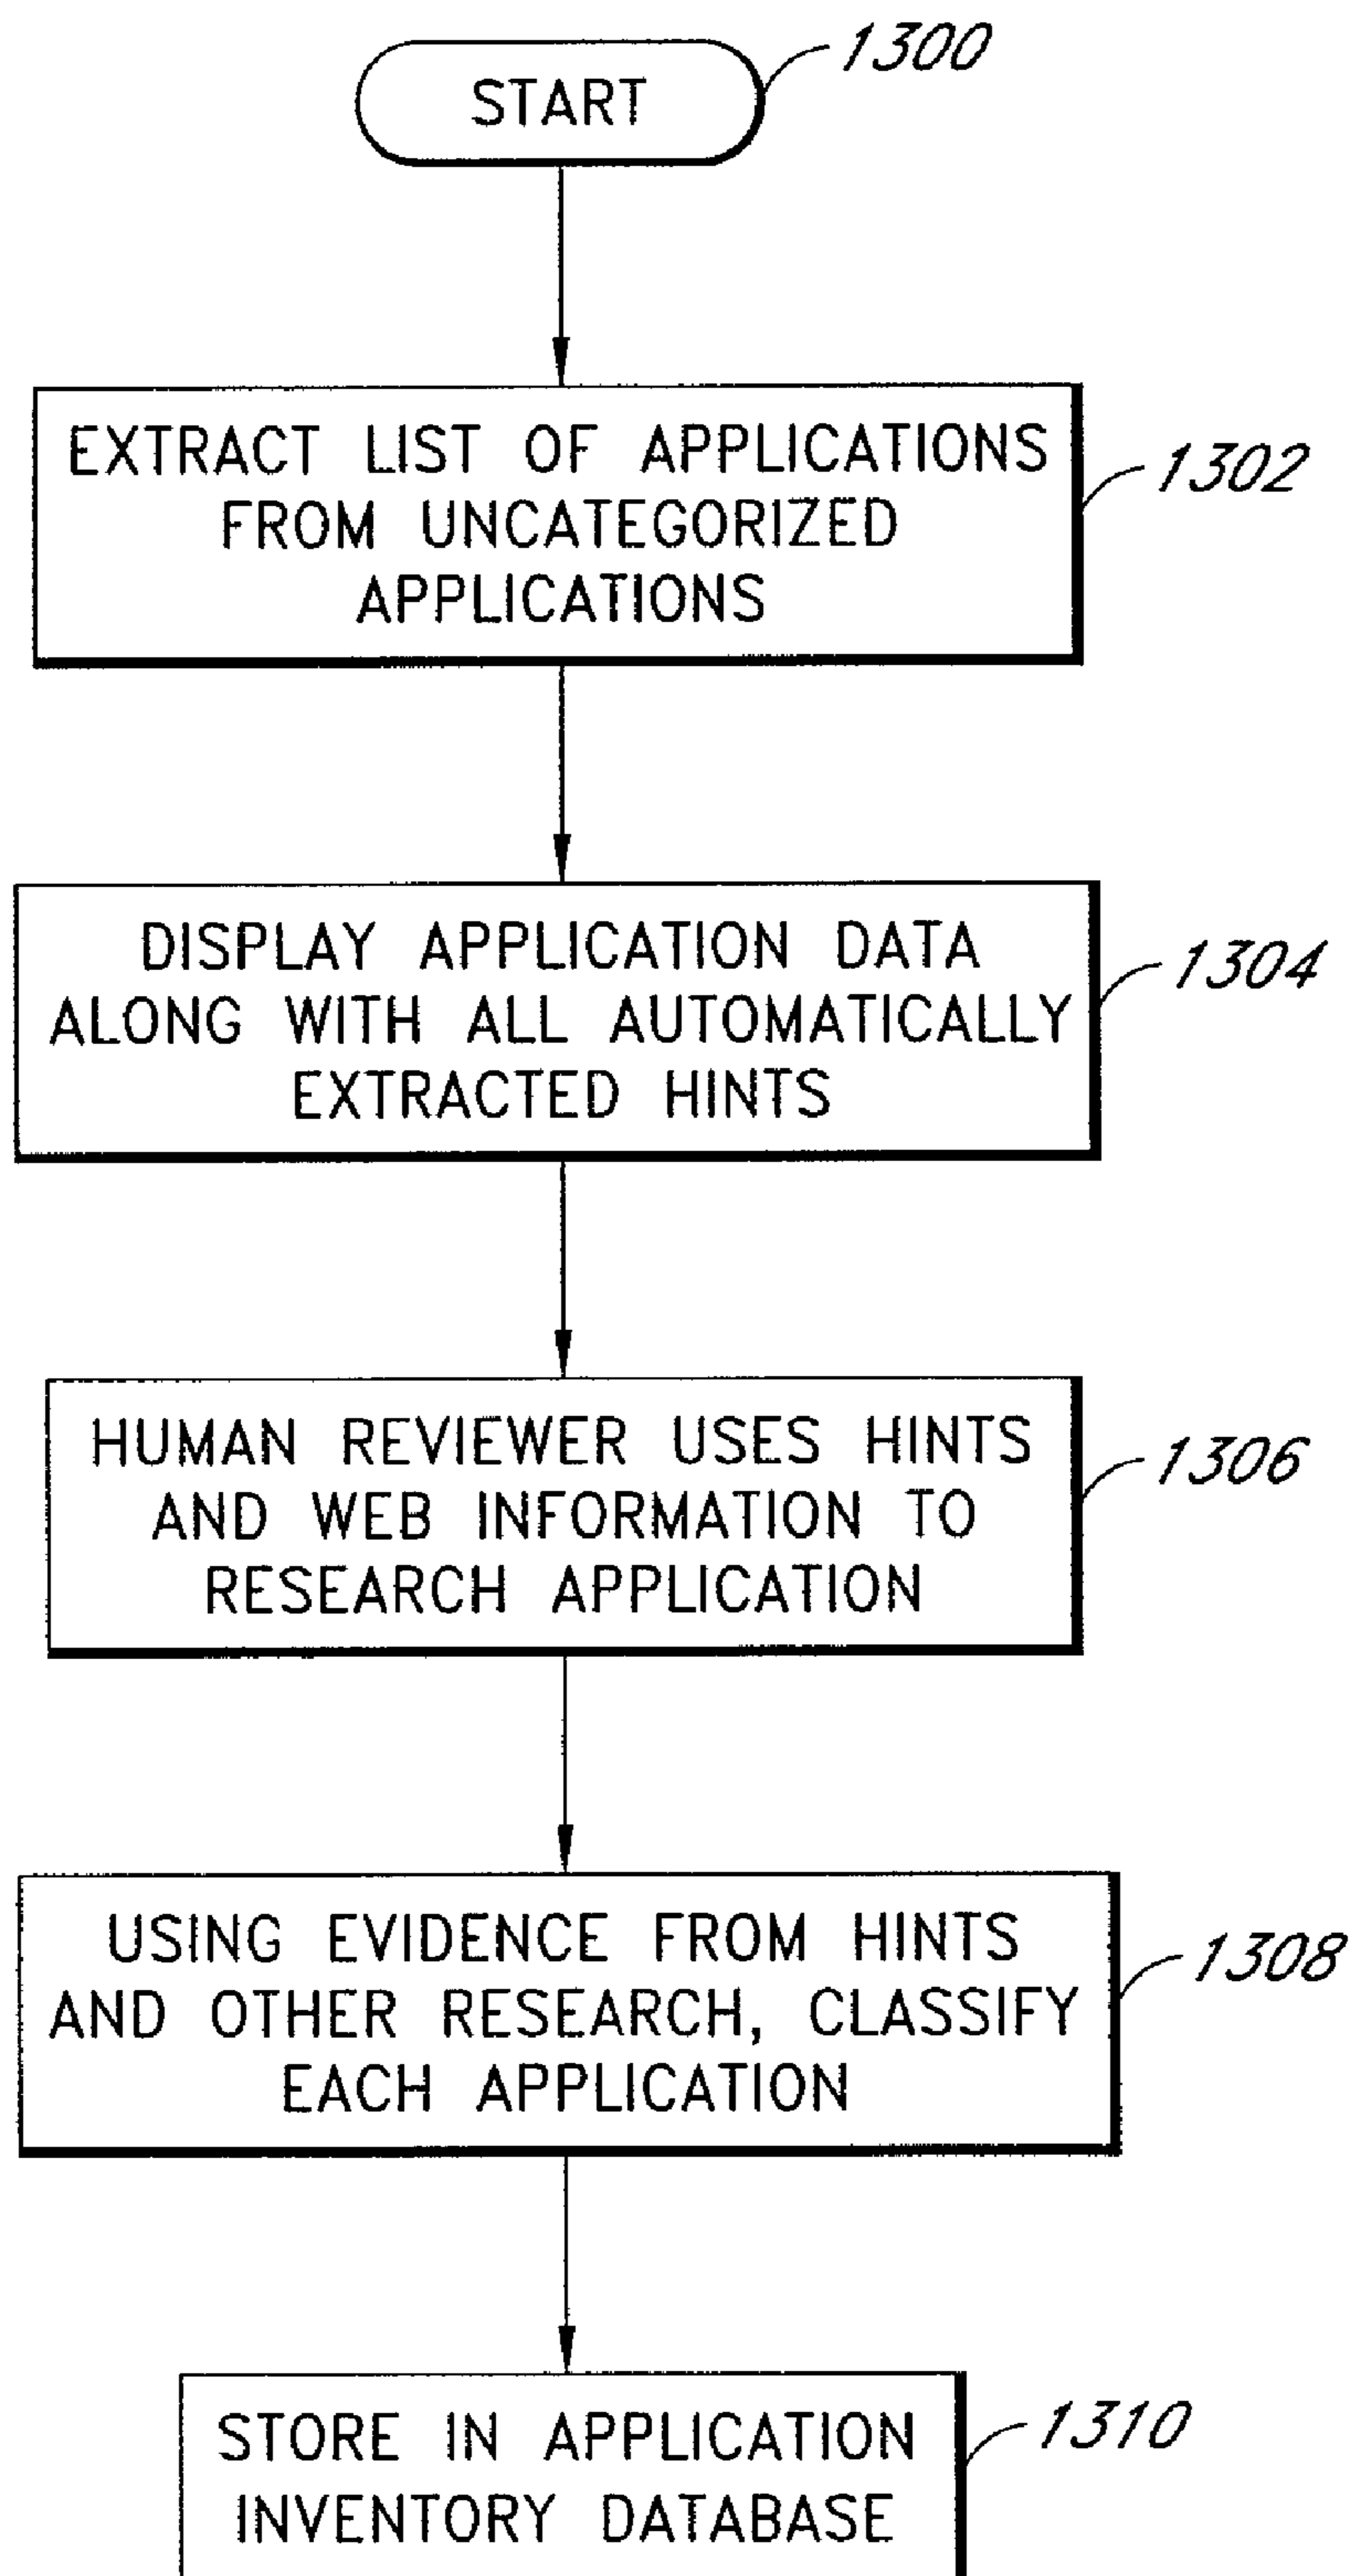 START
1300
EXTRACT LIST OF APPLICATIONS
FROM UNCATEGORIZED
APPLICATIONS
1302
DISPLAY APPLICATION DATA
ALONG WITH ALL AUTOMATICALLY
EXTRACTED HINTS
1304
HUMAN REVIEWER USES HINTS
AND WEB INFORMATION TO
RESEARCH APPLICATION
1306
USING EVIDENCE FROM HINTS
AND OTHER RESEARCH, CLASSIFY
EACH APPLICATION
1308
STORE IN APPLICATION
INVENTORY DATABASE
1310